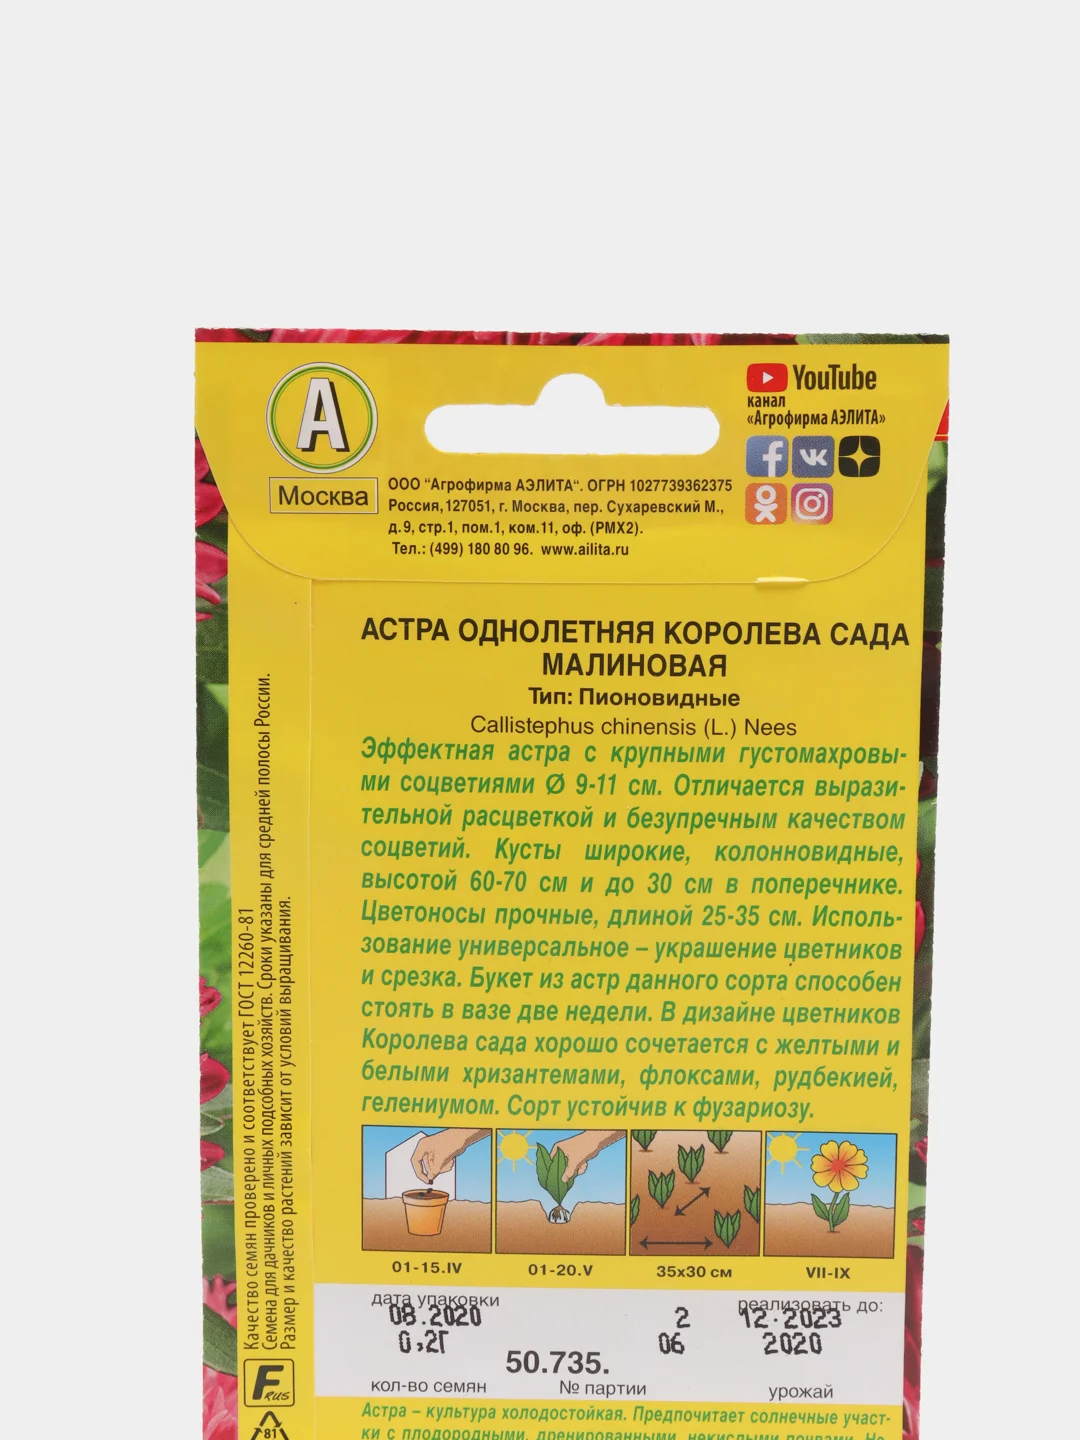 А
Москва
YouTube
канал
«Агрофирма АЭЛИТА»
ООО “Агрофирма АЭЛИТА“. ОГРН 1027739362375
Россия,127051, г. Москва, пер. Сухаревский М.,
д.9, стр.1, пом.1, ком.11, оф. (РМХ2).
Тел.: (499) 180 80 96. www.ailita.ru
АСТРА ОДНОЛЕТНЯЯ КОРОЛЕВА САДА
МАЛИНОВАЯ
Тип: Пионовидные
Callistephus chinensis (L.) Nees
Эффектная астра с крупными густомахровы-
ми соцветиями Ø 9-11 см. Отличается вырази-
тельной расцветкой и безупречным качеством
соцветий. Кусты широкие, колонновидные,
высотой 60-70 см и до 30 см в поперечнике.
Цветоносы прочные, длиной 25-35 см. Исполь-
зование универсальное – украшение цветников
и срезка. Букет из астр данного сорта способен
стоять в вазе две недели. В дизайне цветников
Королева сада хорошо сочетается с желтыми и
белыми хризантемами, флоксами, рудбекией,
гелениумом. Сорт устойчив к фузариозу.
01-15.IV 01-20.V 35x30 см VII-IX
дата упаковки реализовать до:
08.2020 2 12.2023
0,2Г 06 2020
50.735.
кол-во семян № партии урожай
Астра – культура холодостойкая. Предпочитает солнечные участ-
ки с плодородными, дренированными, некислыми почвами. Не
Качество семян проверено и соответствует ГОСТ 12260-81
Семена для дачников и личных подсобных хозяйств. Сроки указаны для средней полосы России.
Размер и качество растений зависит от условий выращивания.
F RUS
81